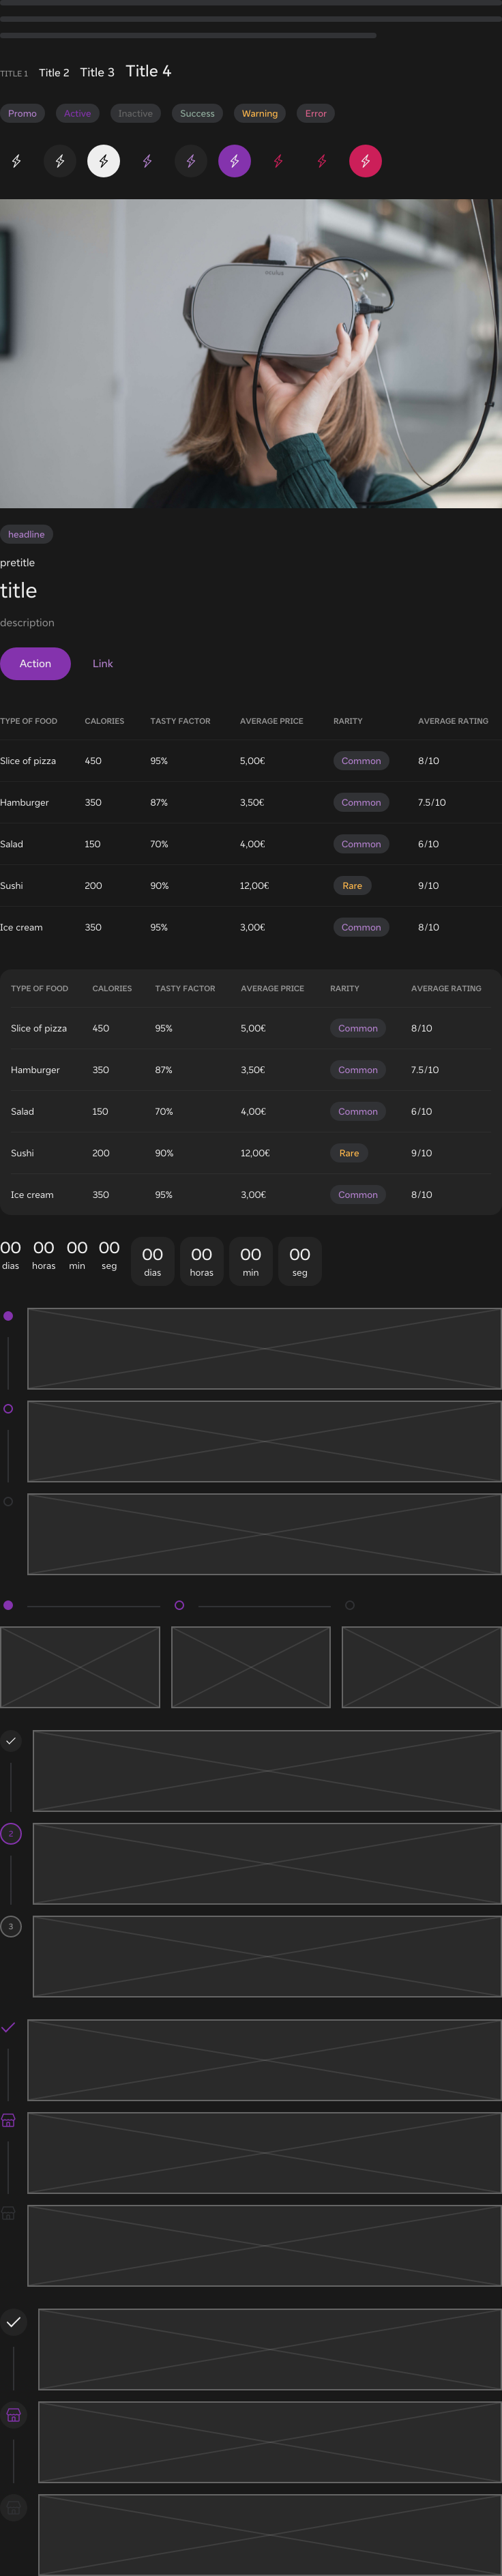 TITLE 1 Title 2 Title 3 Title 4
Promo Active Inactive Success Warning Error
oculus
headline
pretitle
title
description
Action Link
TYPE OF FOOD CALORIES TASTY FACTOR AVERAGE PRICE RARITY AVERAGE RATING
Slice of pizza 450 95% 5,00€ Common 8/10
Hamburger 350 87% 3,50€ Common 7.5/10
Salad 150 70% 4,00€ Common 6/10
Sushi 200 90% 12,00€ Rare 9/10
Ice cream 350 95% 3,00€ Common 8/10
TYPE OF FOOD CALORIES TASTY FACTOR AVERAGE PRICE RARITY AVERAGE RATING
Slice of pizza 450 95% 5,00€ Common 8/10
Hamburger 350 87% 3,50€ Common 7.5/10
Salad 150 70% 4,00€ Common 6/10
Sushi 200 90% 12,00€ Rare 9/10
Ice cream 350 95% 3,00€ Common 8/10
00 00 00 00 00 00 00 00
dias horas min seg dias horas min seg
2
3